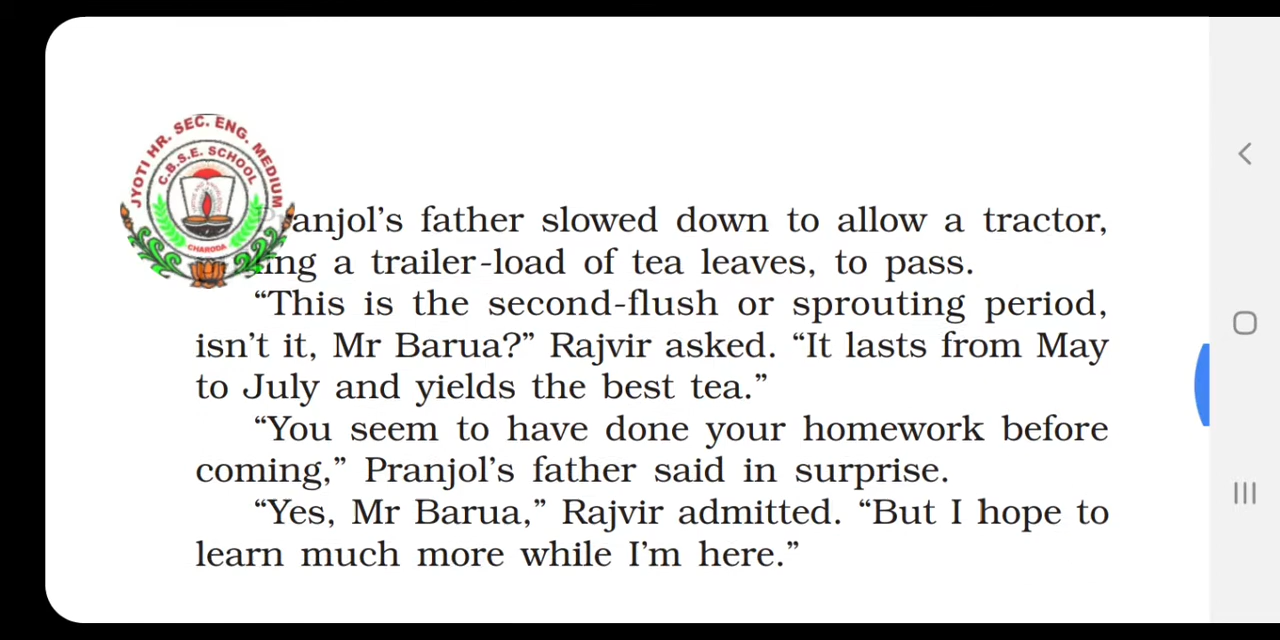 JYOTI HR. SEC. ENG. MEDIUM
C.B.S.E. SCHOOL
CHARODA
Pranjol’s father slowed down to allow a tractor,
a trailer-load of tea leaves, to pass.
“This is the second-flush or sprouting period,
isn’t it, Mr Barua?” Rajvir asked. “It lasts from May
to July and yields the best tea.”
“You seem to have done your homework before
coming,” Pranjol’s father said in surprise.
“Yes, Mr Barua,” Rajvir admitted. “But I hope to
learn much more while I’m here.”